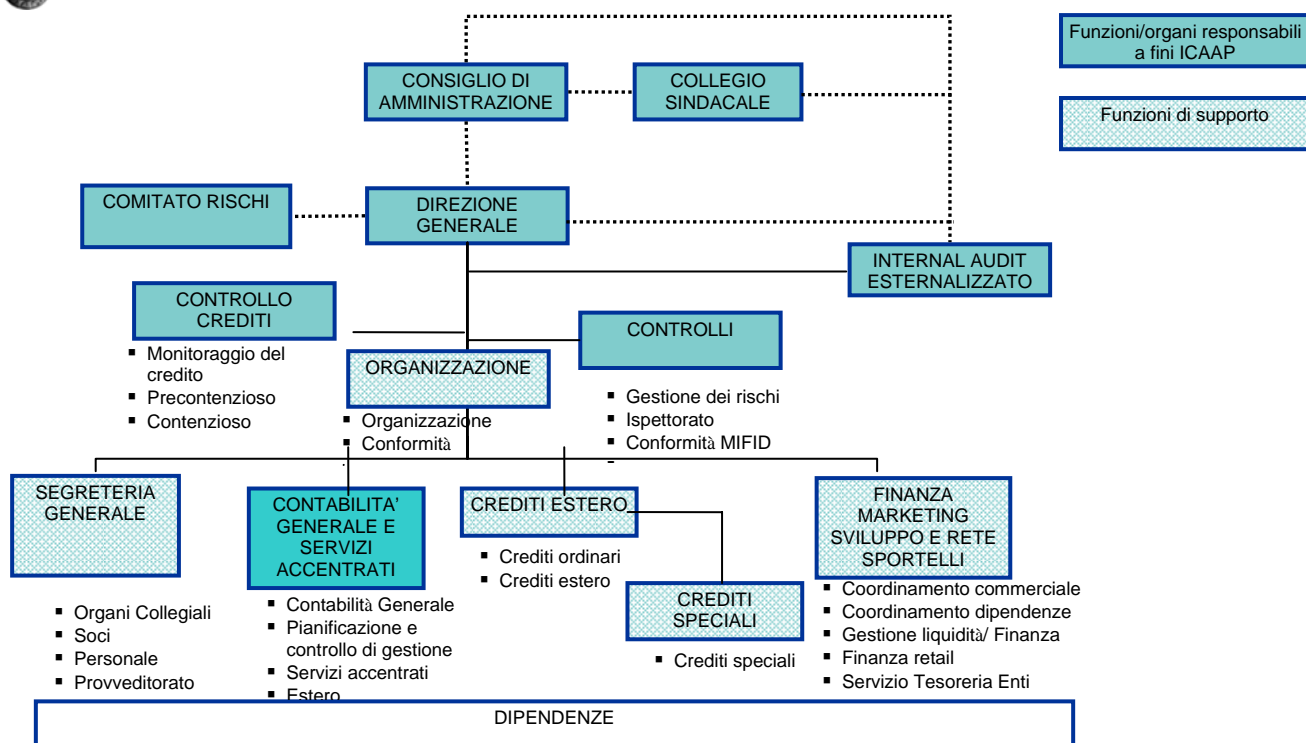 Funzioni/organi responsabili
a fini ICAAP
CONSIGLIO DI
AMMINISTRAZIONE
COLLEGIO
SINDACALE
Funzioni di supporto
COMITATO RISCHI
DIREZIONE
GENERALE
INTERNAL AUDIT
ESTERNALIZZATO
CONTROLLO
CREDITI
▪ Monitoraggio del
credito
▪ Precontenzioso
▪ Contenzioso
CONTROLLI
▪ Gestione dei rischi
▪ Ispettorato
▪ Conformità MIFID
ORGANIZZAZIONE
▪ Organizzazione
▪ Conformità
SEGRETERIA
GENERALE
▪ Organi Collegiali
▪ Soci
▪ Personale
▪ Provveditorato
CONTABILITA'
GENERALE E
SERVIZI
ACCENTRATI
▪ Contabilità Generale
▪ Pianificazione e
controllo di gestione
▪ Servizi accentrati
▪ Estero
CREDITI ESTERO
▪ Crediti ordinari
▪ Crediti estero
CREDITI
SPECIALI
▪ Crediti speciali
FINANZA
MARKETING
SVILUPPO E RETE
SPORTELLI
▪ Coordinamento commerciale
▪ Coordinamento dipendenze
▪ Gestione liquidità/ Finanza
▪ Finanza retail
▪ Servizio Tesoreria Enti
DIPENDENZE